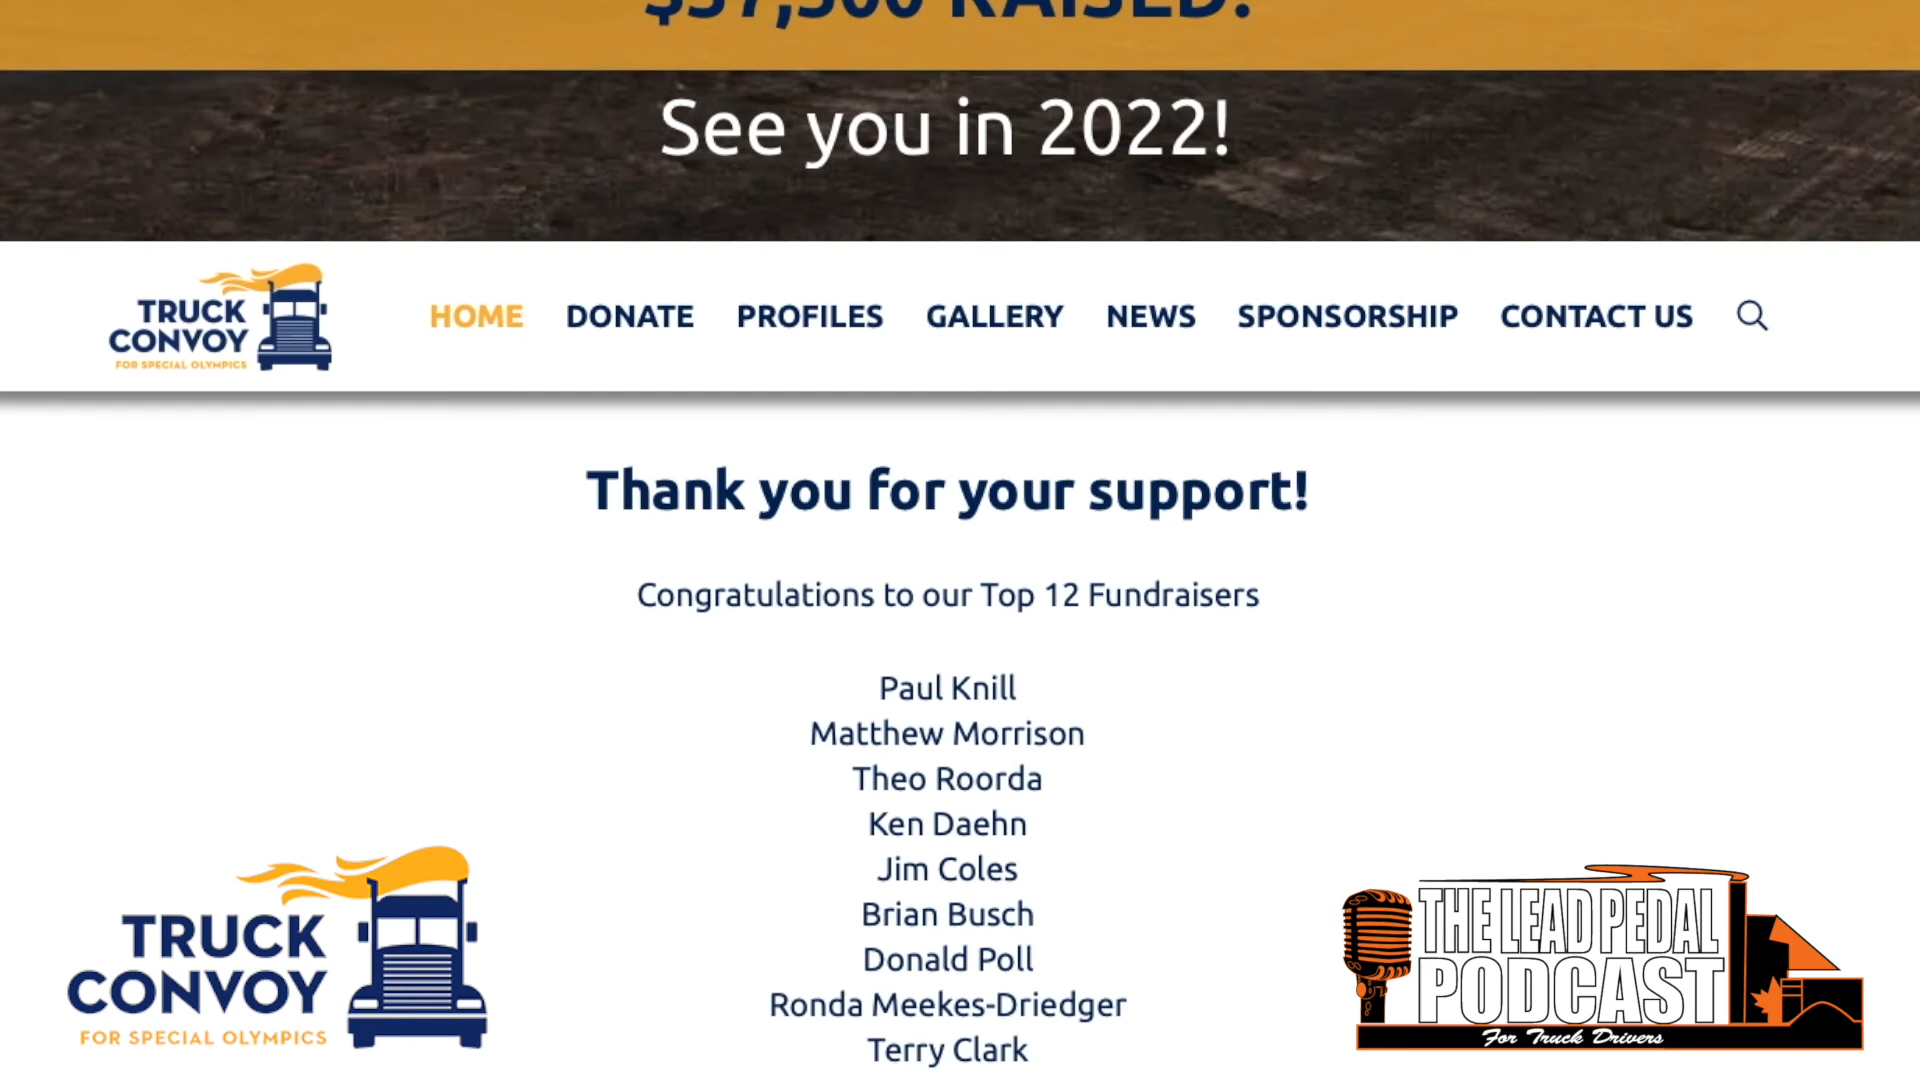 RAISED!
See you in 2022!
TRUCK
CONVOY
FOR SPECIAL OLYMPICS
HOME DONATE PROFILES GALLERY NEWS SPONSORSHIP CONTACT US
Thank you for your support!
Congratulations to our Top 12 Fundraisers
Paul Knill
Matthew Morrison
Theo Roorda
Ken Daehn
Jim Coles
Brian Busch
Donald Poll
Ronda Meekes-Driedger
Terry Clark
TRUCK
CONVOY
FOR SPECIAL OLYMPICS
THE LEAD PEDAL
PODCAST
For Truck Drivers